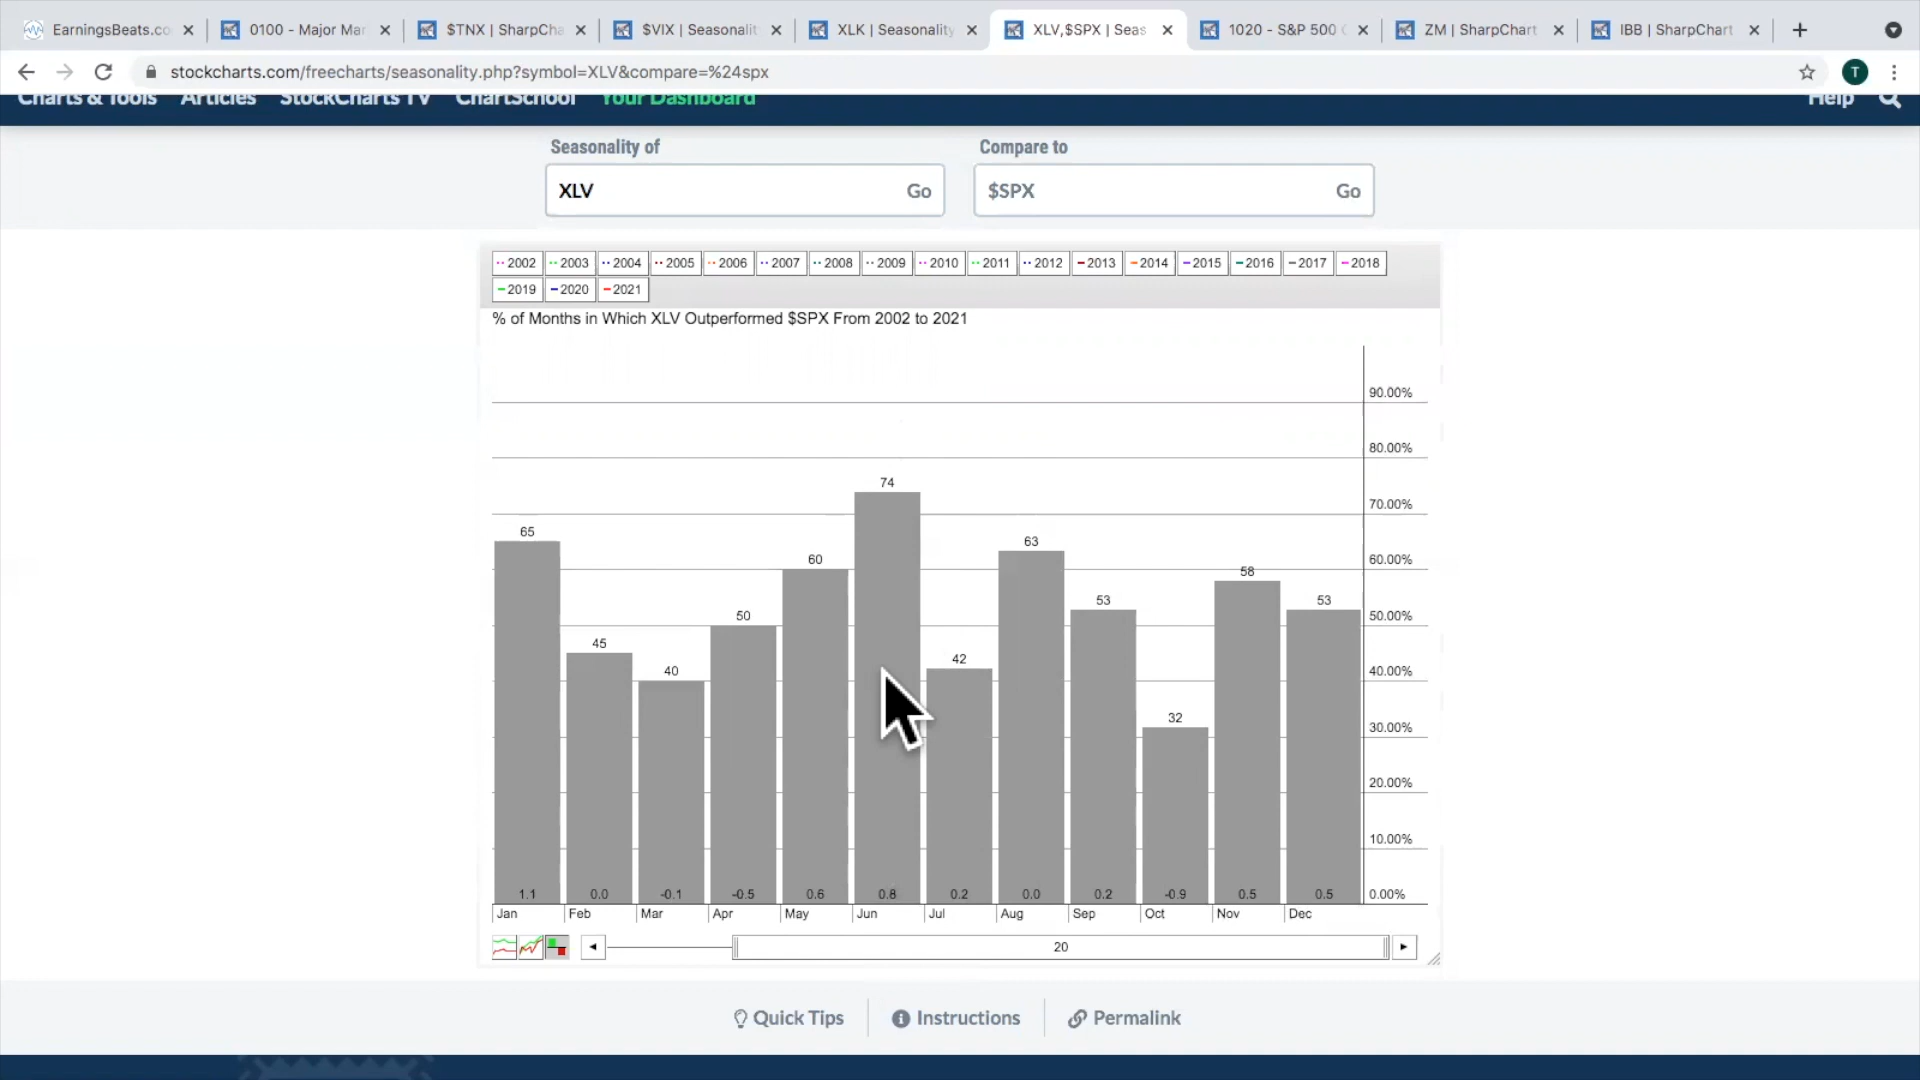 EarningsBeats.co
0100 - Major Mar
$TNX | SharpCha
$VIX | Seasonalit
XLK | Seasonality
XLV,$SPX | Seas
1020 - S&P 500
ZM | SharpChart
IBB | SharpChart
stockcharts.com/freecharts/seasonality.php?symbol=XLV&compare=%24spx
T
Charts & Tools Articles StockCharts TV ChartSchool Your Dashboard Help
Seasonality of
Compare to
XLV Go
$SPX Go
2002 2003 2004 2005 2006 2007 2008 2009 2010 2011 2012 2013 2014 2015 2016 2017 2018
2019 2020 2021
% of Months in Which XLV Outperformed $SPX From 2002 to 2021
90.00%
80.00%
70.00%
60.00%
50.00%
40.00%
30.00%
20.00%
10.00%
0.00%
65 45 40 50 60 74 42 63 53 32 58 53
1.1 0.0 -0.1 -0.5 0.6 0.8 0.2 0.0 0.2 -0.9 0.5 0.5
Jan Feb Mar Apr May Jun Jul Aug Sep Oct Nov Dec
20
Quick Tips
Instructions
Permalink